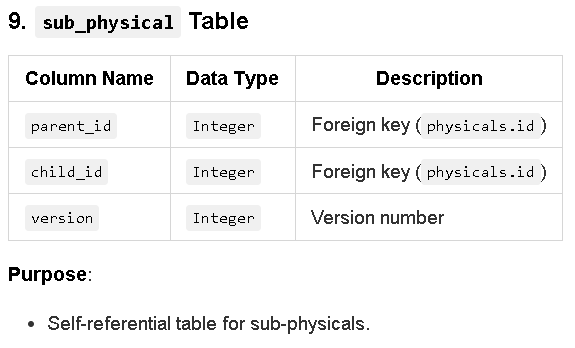 9. sub_physical Table
Column Name Data Type Description
parent_id Integer Foreign key ( physicals.id )
child_id Integer Foreign key ( physicals.id )
version Integer Version number
Purpose:
• Self-referential table for sub-physicals.